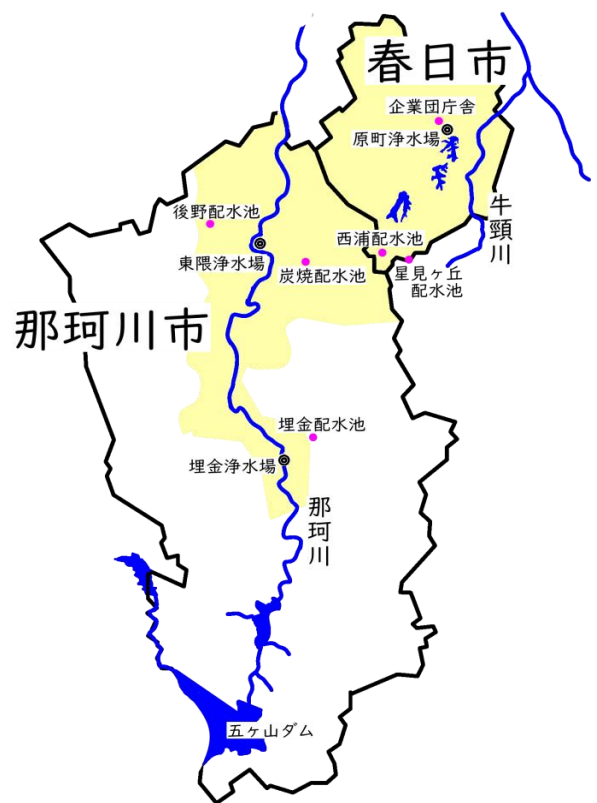 春日市
企業団庁舎
原町浄水場
牛頸川
後野配水池
西浦配水池
東隈浄水場
炭焼配水池
星見ヶ丘
配水池
那珂川市
埋金配水池
埋金浄水場
那珂川
五ヶ山ダム